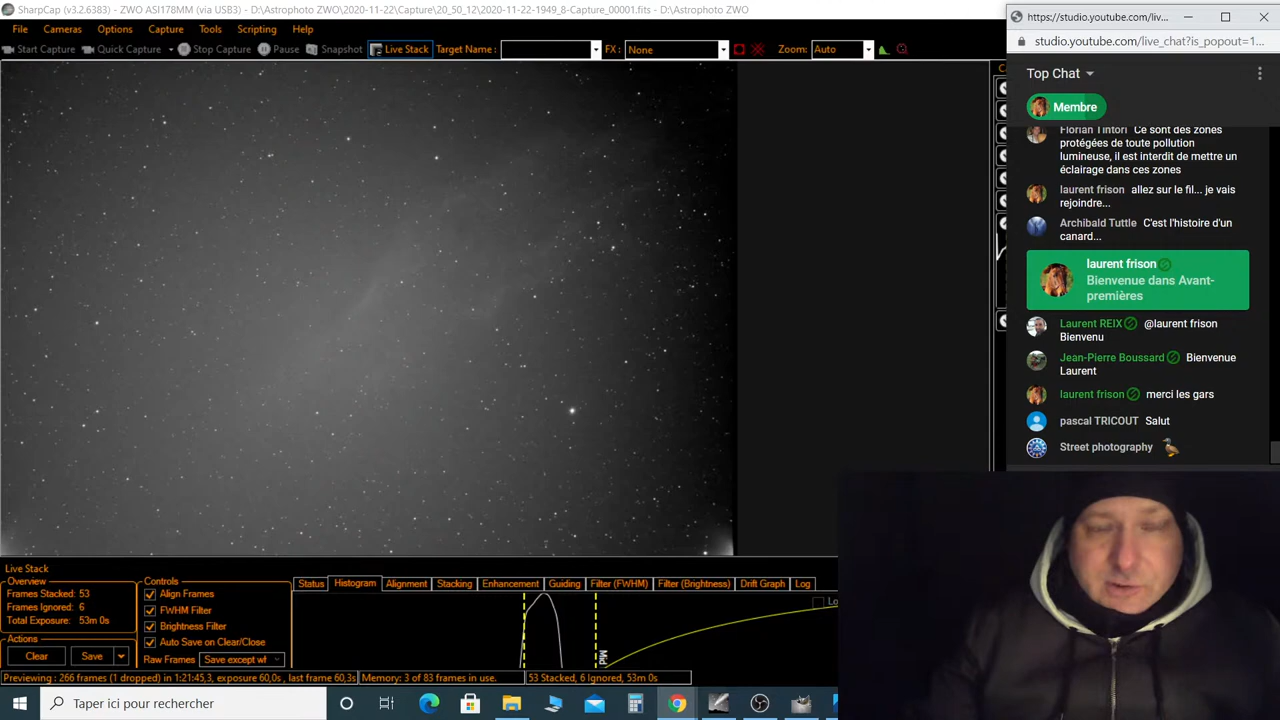 SharpCap (v3.2.6383) - ZWO ASI178MM (via USB3) - D:\Astrophoto ZWO\2020-11-22\Capture\20_50_12\2020-11-22-1949_8-Capture_00001.fits - D:\Astrophoto ZWO
File Cameras Options Capture Tools Scripting Help
Start Capture Quick Capture Stop Capture Pause Snapshot Live Stack Target Name : FX : None Zoom: Auto
https://studio.youtube.com/liv...
studio.youtube.com/live_chat?is_popout=1...
Top Chat
Membre
Florian Tintori Ce sont des zones
protégées de toute pollution
lumineuse, il est interdit de mettre un
éclairage dans ces zones
laurent frison allez sur le fil... je vais
rejoindre...
Archibald Tuttle C'est l'histoire d'un
canard...
laurent frison
Bienvenue dans Avant-
premières
Laurent REIX @laurent frison
Bienvenu
Jean-Pierre Boussard Bienvenue
Laurent
laurent frison merci les gars
pascal TRICOUT Salut
Street photography
Live Stack
Overview
Frames Stacked: 53
Frames Ignored: 6
Total Exposure: 53m 0s
Actions
Clear Save
Controls
Align Frames
FWHM Filter
Brightness Filter
Auto Save on Clear/Close
Raw Frames Save except wl
Status Histogram Alignment Stacking Enhancement Guiding Filter (FWHM) Filter (Brightness) Drift Graph Log
Lo
Mid
Previewing : 266 frames (1 dropped) in 1:21:45,3, exposure 60,0s , last frame 60,3s
Memory: 3 of 83 frames in use.
53 Stacked, 6 Ignored, 53m 0s
Taper ici pour rechercher